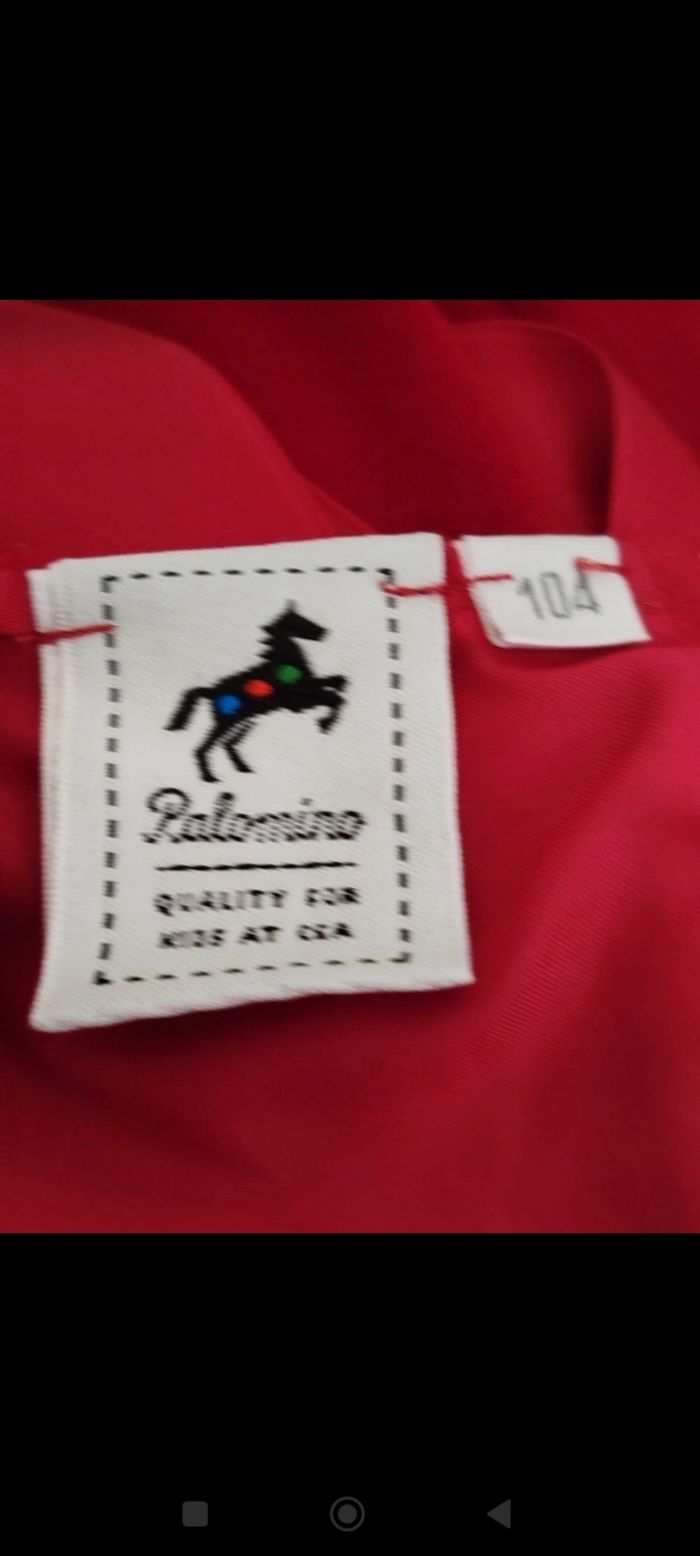 104
Palomino
QUALITY FOR
KIDS AT C&A